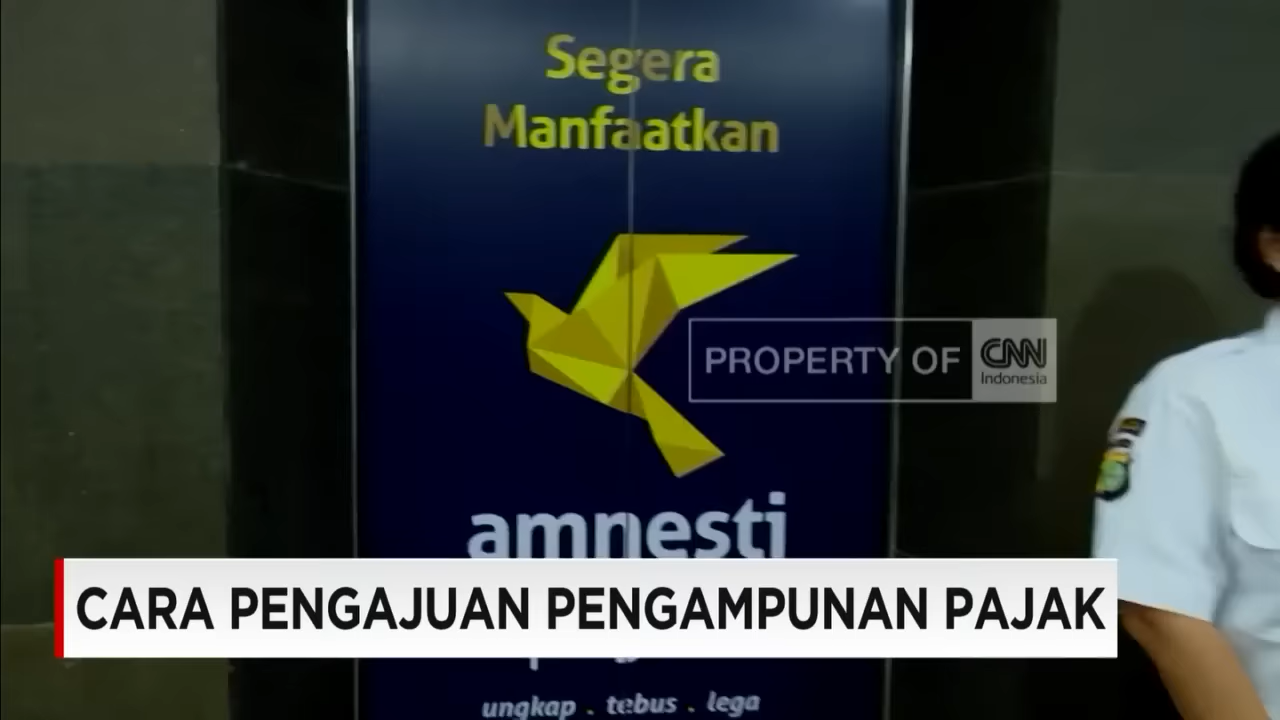 Segera
Manfaatkan
PROPERTY OF CNN Indonesia
amnesti
CARA PENGAJUAN PENGAMPUNAN PAJAK
ungkap . tebus . lega